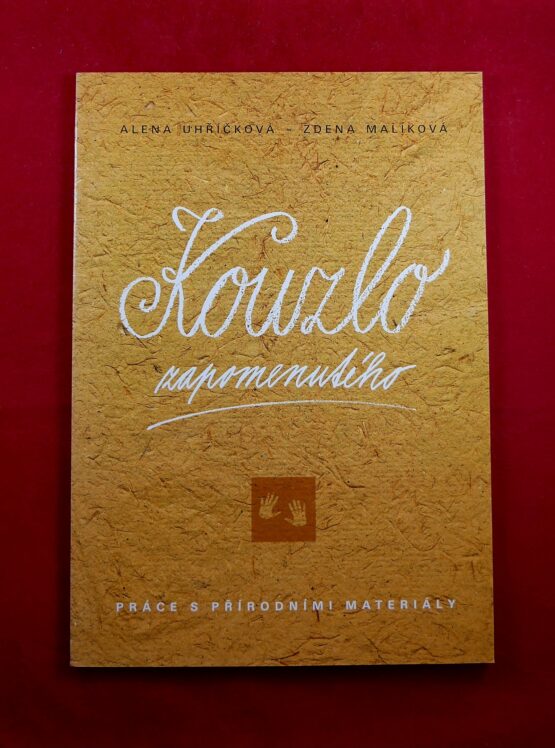 ALENA UHŘÍČKOVÁ – ZDENA MALÍKOVÁ
Kouzlo
zapomenutého
PRÁCE S PŘÍRODNÍMI MATERIÁLY